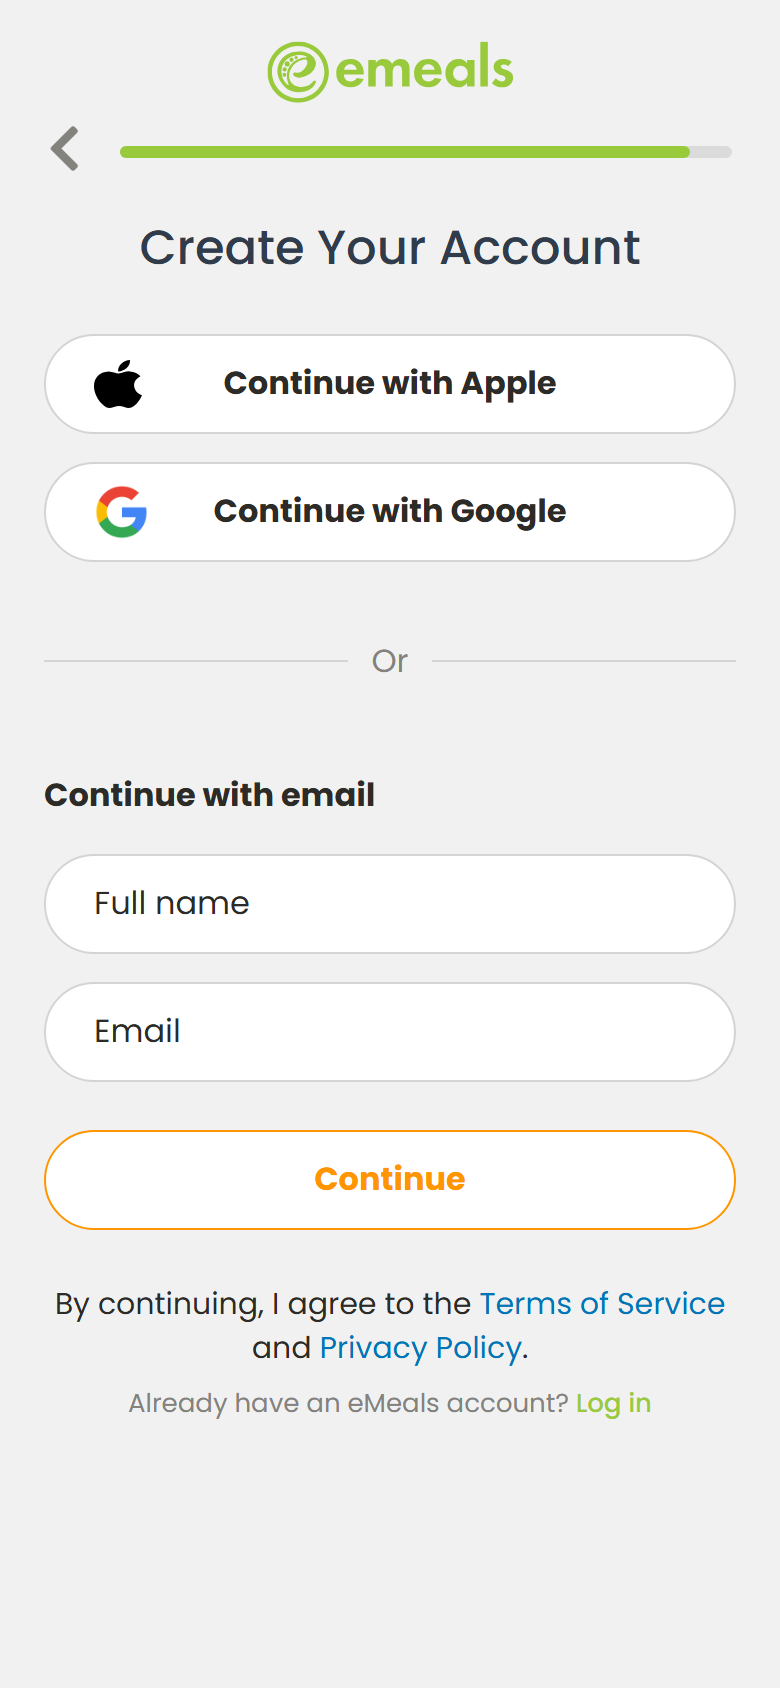 emeals
Create Your Account
Continue with Apple
Continue with Google
Or
Continue with email
Full name
Email
Continue
By continuing, I agree to the Terms of Service
and Privacy Policy.
Already have an eMeals account? Log in